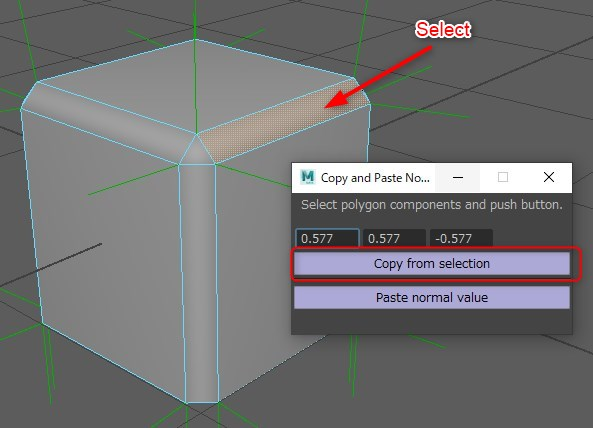 Select
Copy and Paste No...
Select polygon components and push button.
0.577 0.577 -0.577
Copy from selection
Paste normal value